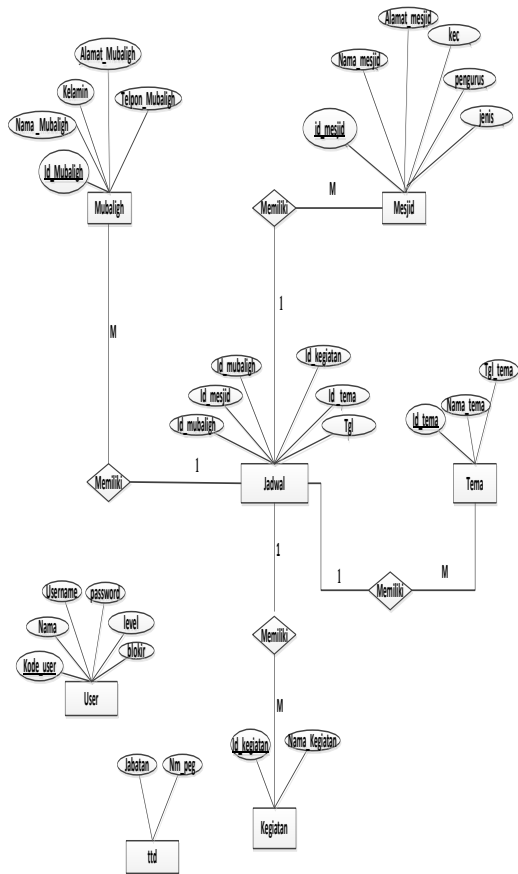 Alamat_Mubaligh
Kelamin
Telpon_Mubaligh
Nama_Mubaligh
Id_Mubaligh
Mubaligh
Alamat_mesjid
kec
Nama_mesjid
pengurus
jenis
id_mesjid
Mesjid
Memiliki
M
1
M
Id_mubaligh
Id_kegiatan
Id_mesjid
Id_tema
Id_mubaligh
Tgl
Jadwal
Tgl_tema
Nama_tema
Id_tema
Tema
Memiliki
1
1
1
M
Memiliki
Memiliki
M
Username
password
Nama
level
Kode_user
blokir
User
Id_kegiatan
Nama_Kegiatan
Kegiatan
Jabatan
Nm_peg
ttd